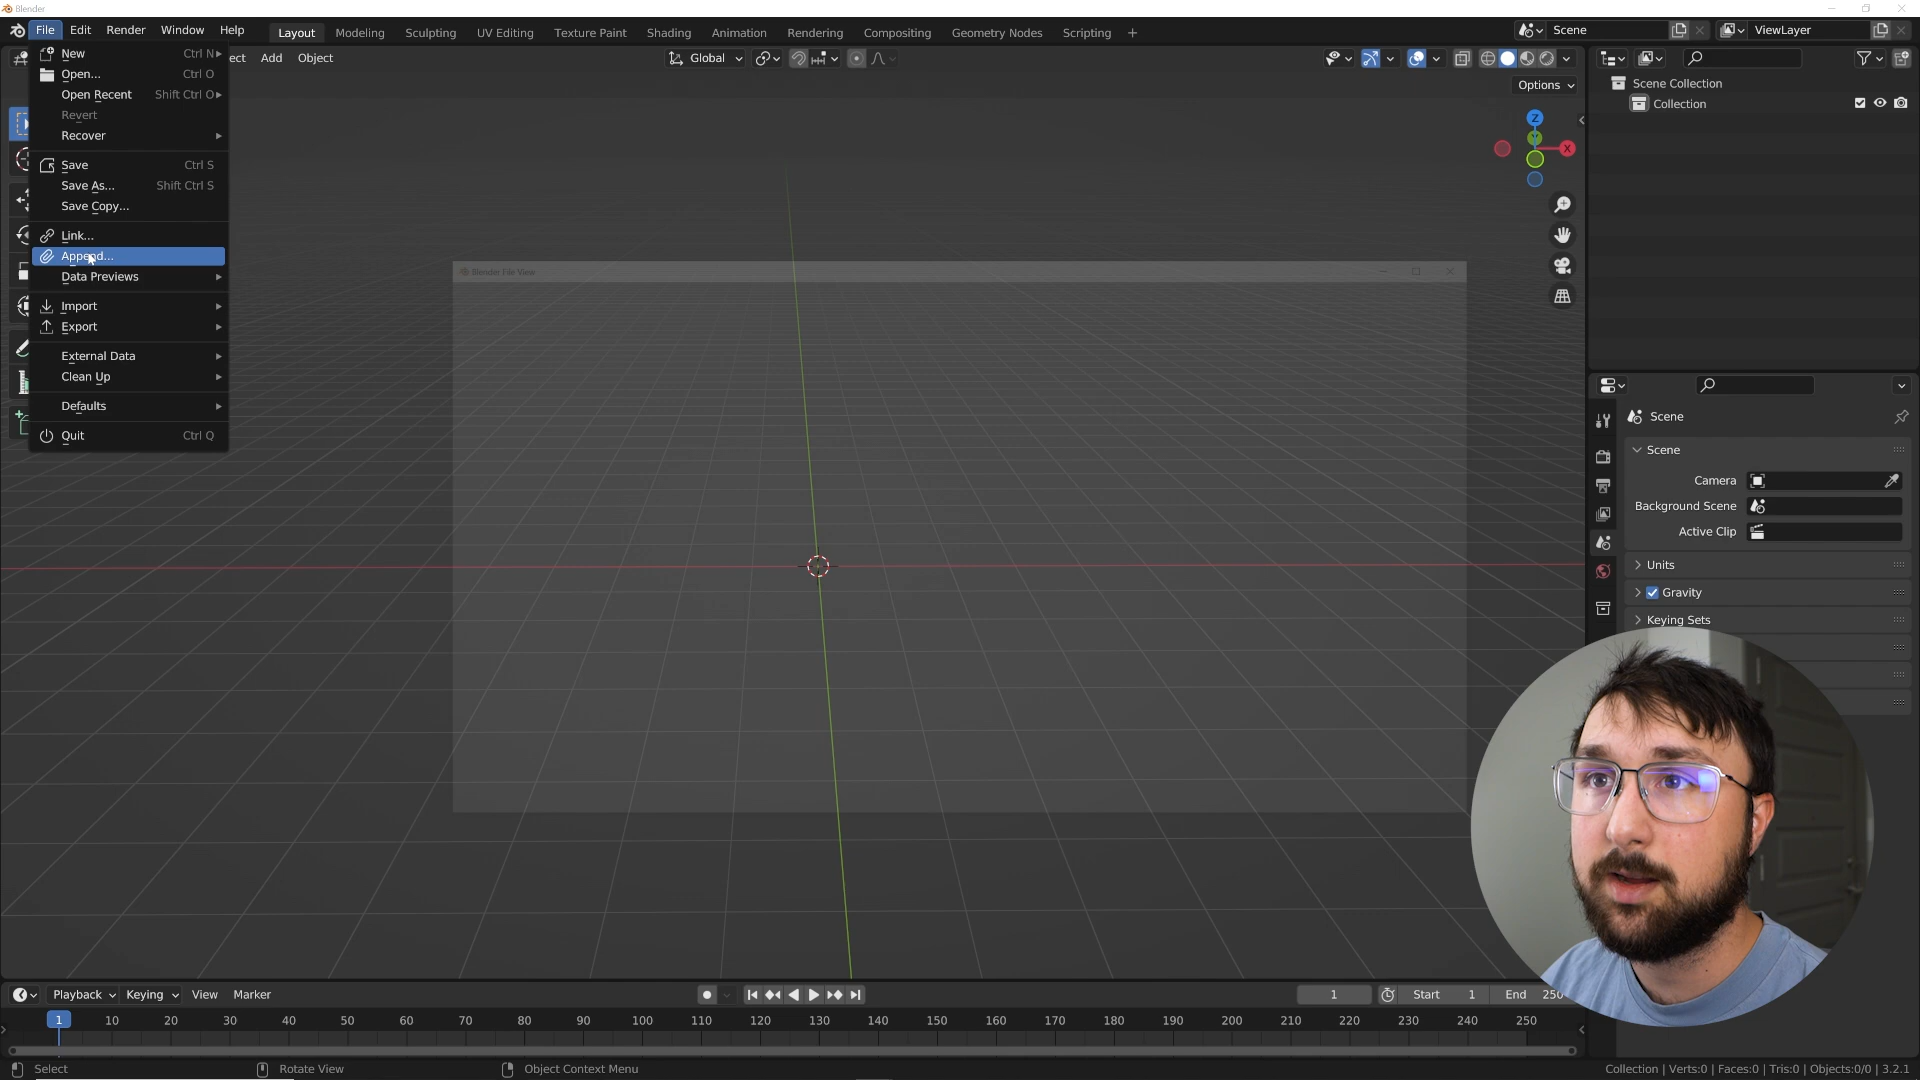 Blender
File Edit Render Window Help Layout Modeling Sculpting UV Editing Texture Paint Shading Animation Rendering Compositing Geometry Nodes Scripting + Scene ViewLayer
ect Add Object Global
Options
New Ctrl N
Open... Ctrl O
Open Recent Shift Ctrl O
Revert
Recover
Save Ctrl S
Save As... Shift Ctrl S
Save Copy...
Link...
Append...
Data Previews
Import
Export
External Data
Clean Up
Defaults
Quit Ctrl Q
Blender File View
Z
X
Scene Collection
Collection
Scene
Scene
Camera
Background Scene
Active Clip
Units
Gravity
Keying Sets
Playback Keying View Marker 1 Start 1 End 250
1 10 20 30 40 50 60 70 80 90 100 110 120 130 140 150 160 170 180 190 200 210 220 230 240 250
Select Rotate View Object Context Menu Collection | Verts:0 | Faces:0 | Tris:0 | Objects:0/0 | 3.2.1